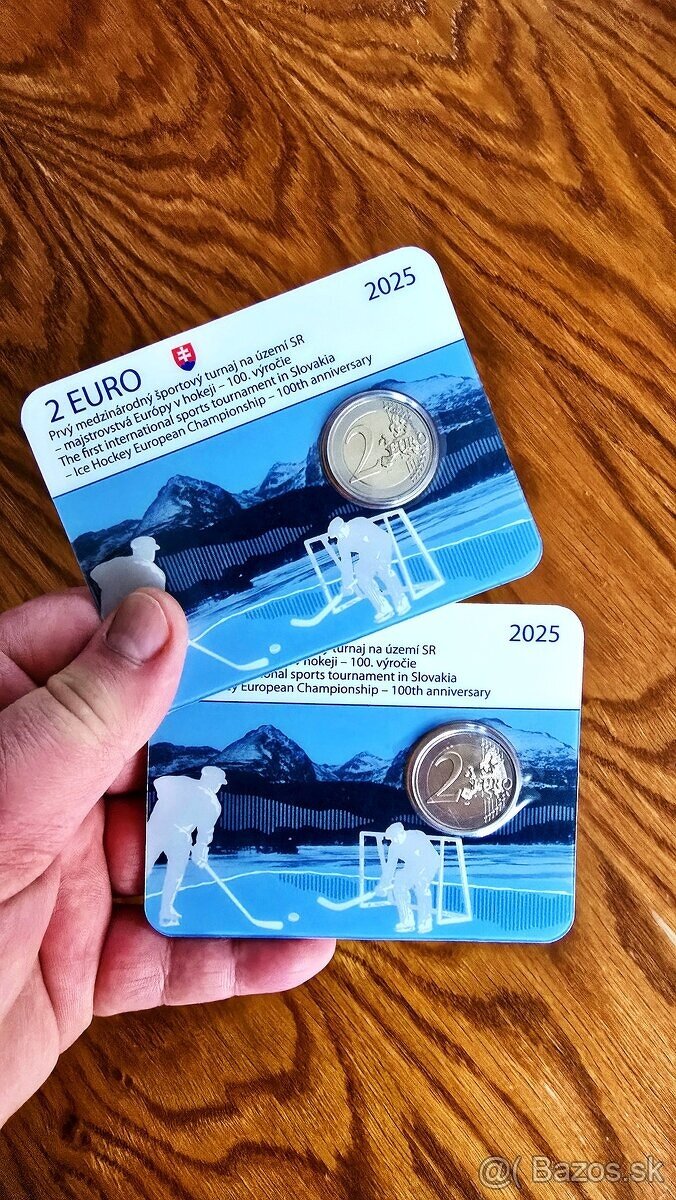 2025
2 EURO
Prvý medzinárodný športový turnaj na území SR
– majstrovstvá Európy v hokeji – 100. výročie
The first international sports tournament in Slovakia
– Ice Hockey European Championship – 100th anniversary
2 EURO
2025
turnaj na území SR
hokeji – 100. výročie
sports tournament in Slovakia
European Championship – 100th anniversary
2 EURO
@( Bazos.sk